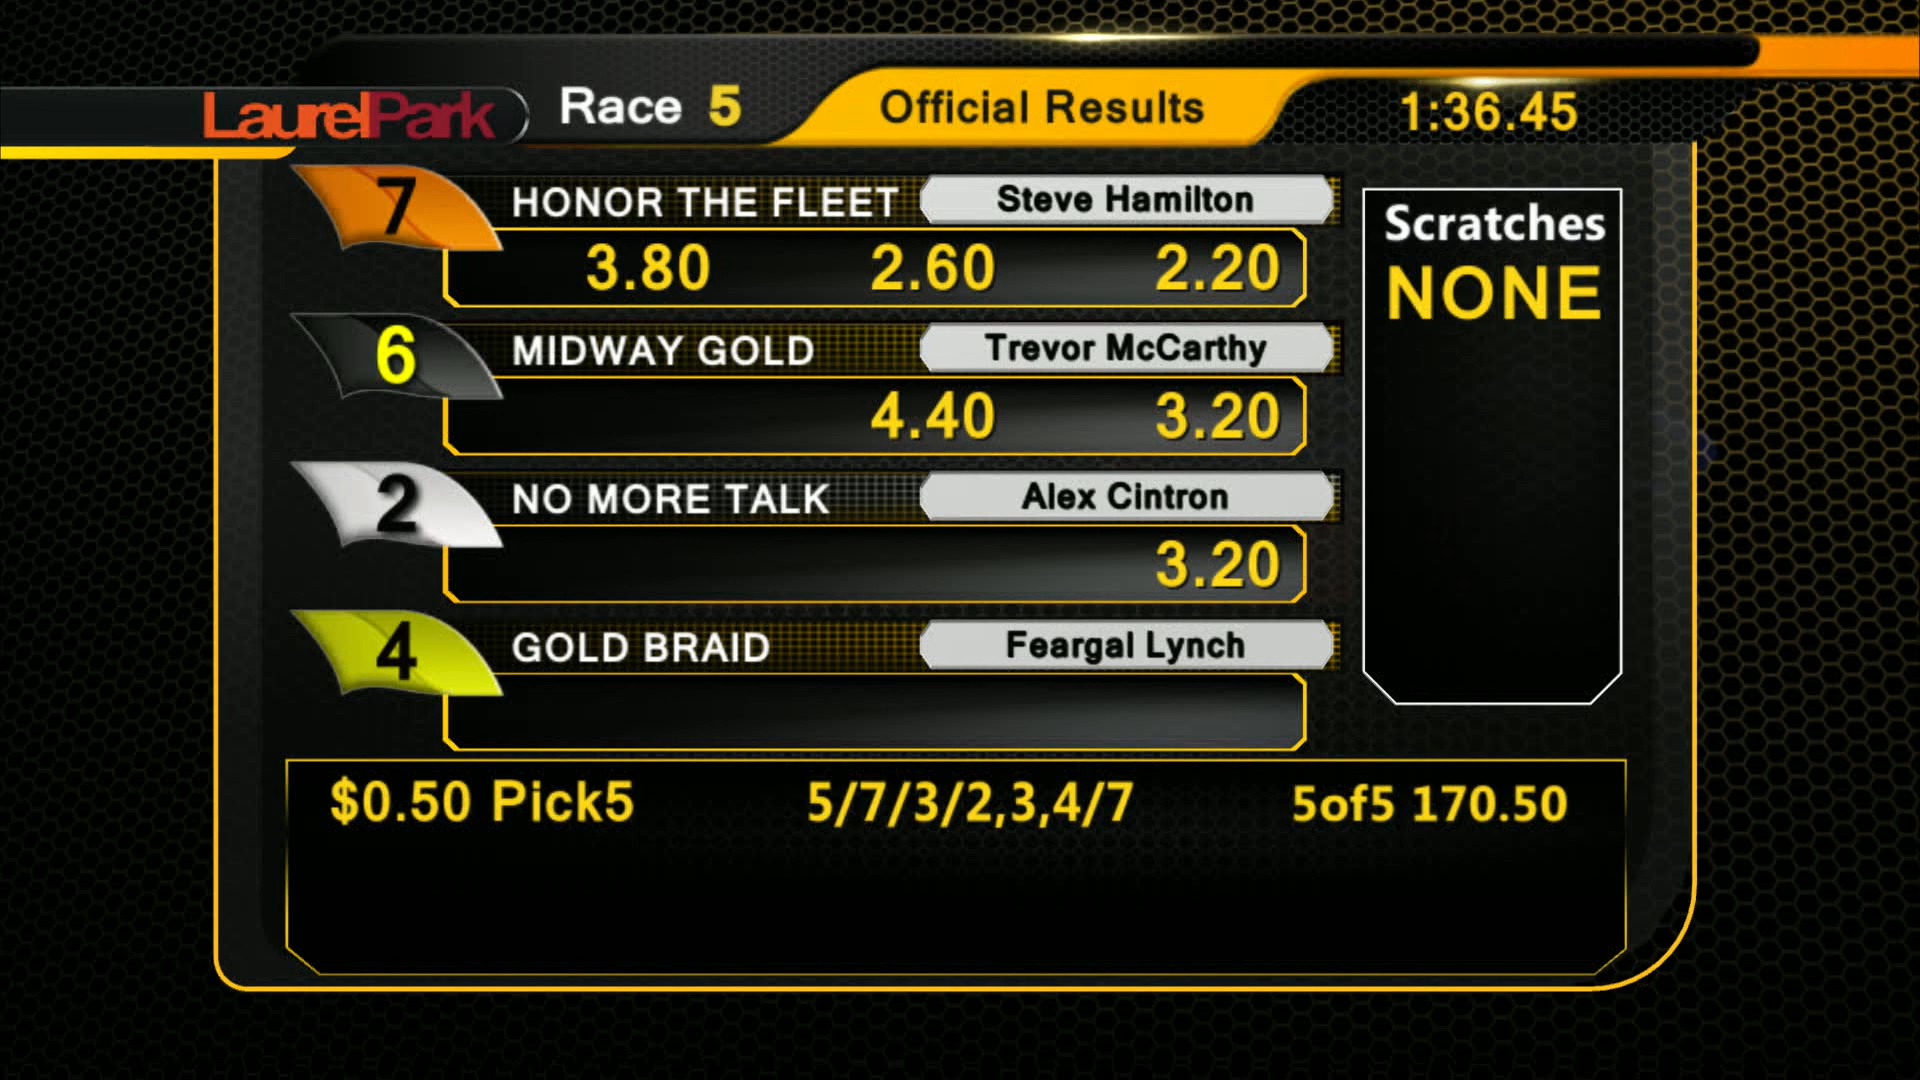 LaurelPark Race 5 Official Results 1:36.45
7 HONOR THE FLEET Steve Hamilton
3.80 2.60 2.20
6 MIDWAY GOLD Trevor McCarthy
4.40 3.20
2 NO MORE TALK Alex Cintron
3.20
4 GOLD BRAID Feargal Lynch
Scratches
NONE
$0.50 Pick5 5/7/3/2,3,4/7 5of5 170.50